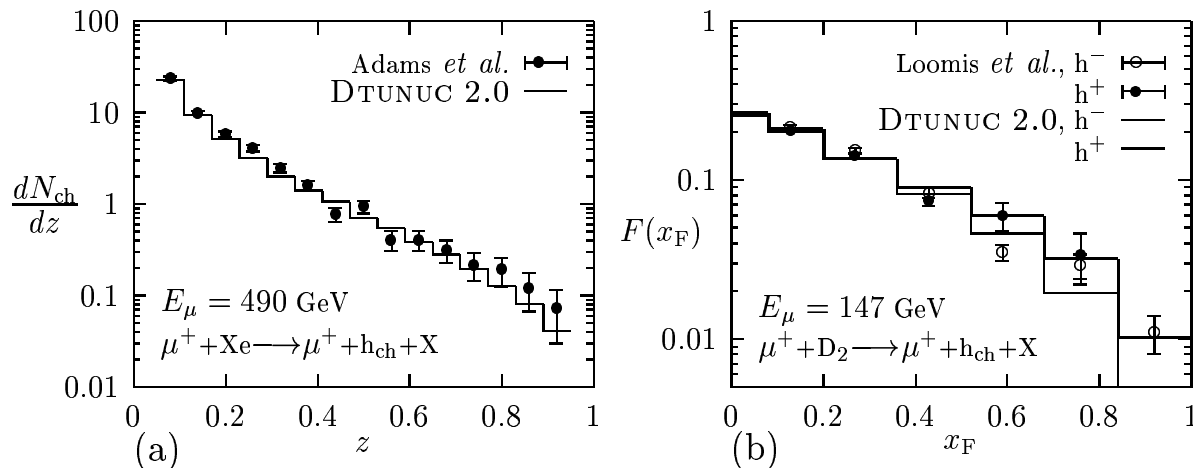 100
10
1
0.1
0.01
dN_ch
dz
Adams et al.
DTUNUC 2.0
E_μ = 490 GeV
μ⁺+Xe⟶μ⁺+h_ch+X
0 0.2 0.4 0.6 0.8 1
(a)
z
1
0.1
0.01
F(x_F)
Loomis et al., h⁻
h⁺
DTUNUC 2.0, h⁻
h⁺
E_μ = 147 GeV
μ⁺+D₂⟶μ⁺+h_ch+X
0 0.2 0.4 0.6 0.8 1
(b)
x_F